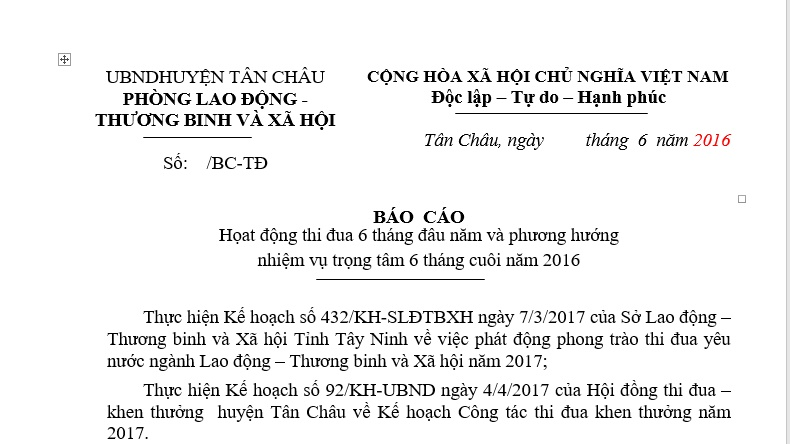 UBNDHUYỆN TÂN CHÂU
PHÒNG LAO ĐỘNG -
THƯƠNG BINH VÀ XÃ HỘI
Số: /BC-TĐ
CỘNG HÒA XÃ HỘI CHỦ NGHĨA VIỆT NAM
Độc lập – Tự do – Hạnh phúc
Tân Châu, ngày tháng 6 năm 2016
BÁO CÁO
Họat động thi đua 6 tháng đâu năm và phương hướng
nhiệm vụ trọng tâm 6 tháng cuôi năm 2016
Thực hiện Kế hoạch số 432/KH-SLĐTBXH ngày 7/3/2017 của Sở Lao động –
Thương binh và Xã hội Tỉnh Tây Ninh về việc phát động phong trào thi đua yêu
nước ngành Lao động – Thương binh và Xã hội năm 2017;
Thực hiện Kế hoạch số 92/KH-UBND ngày 4/4/2017 của Hội đồng thi đua –
khen thưởng huyện Tân Châu về Kế hoạch Công tác thi đua khen thưởng năm
2017.